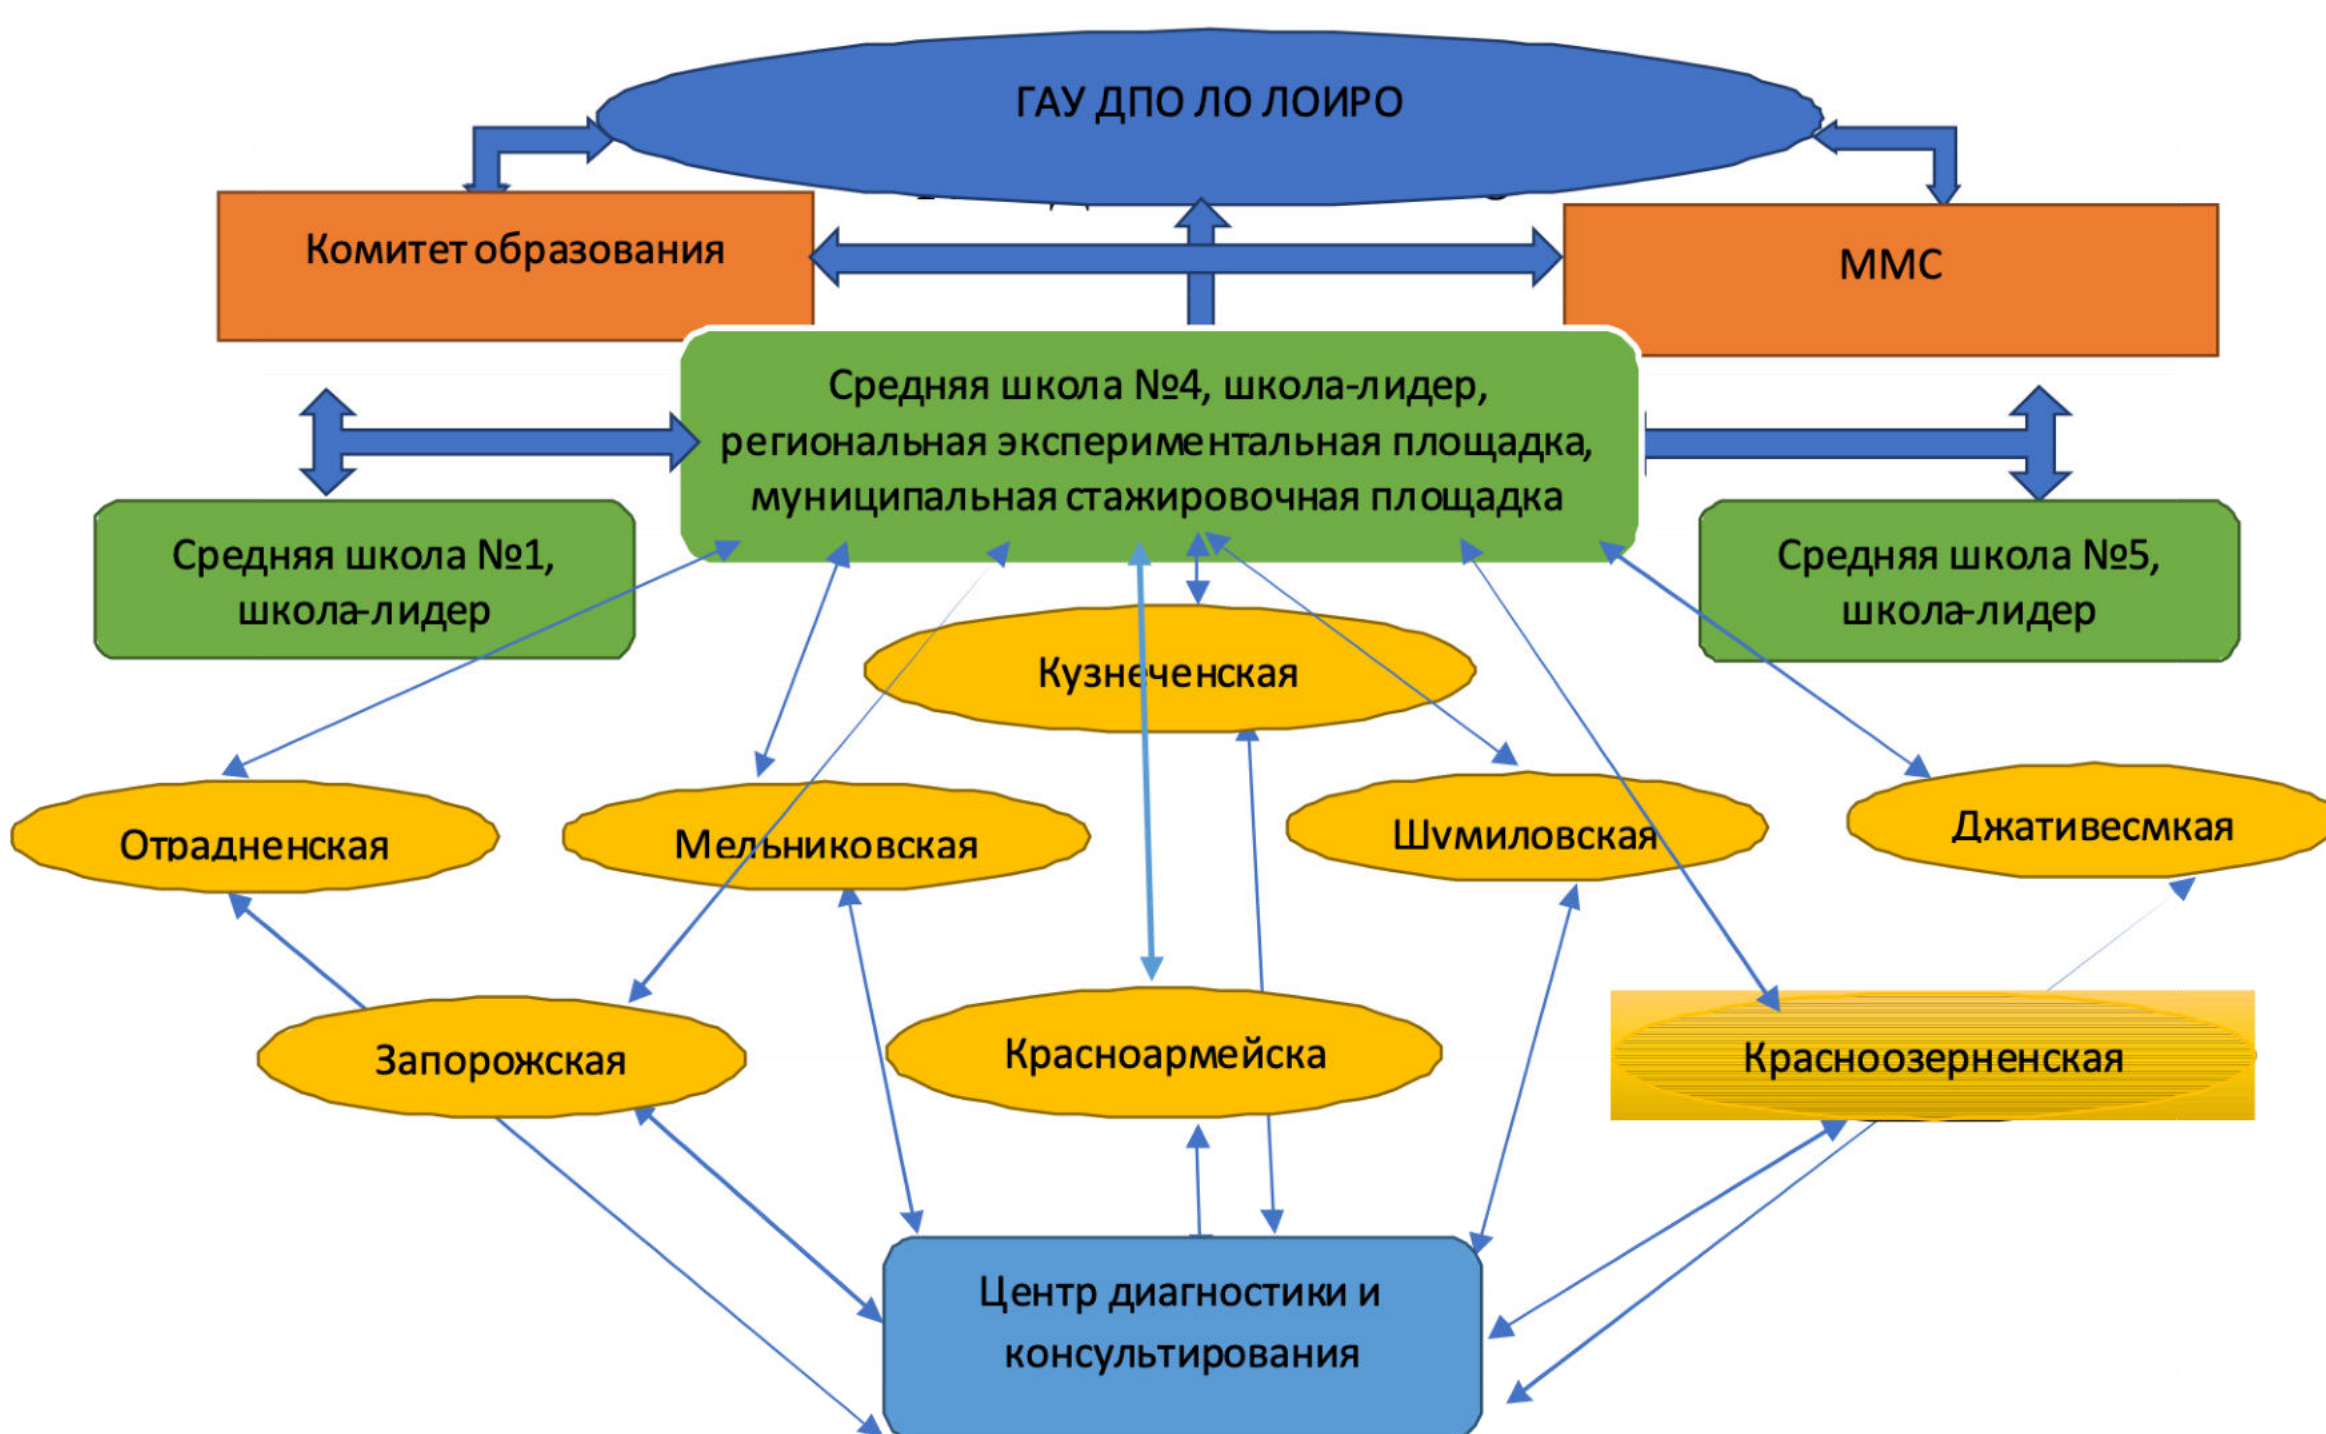 ГАУ ДПО ЛО ЛОИРО
Комитет образования
ММС
Средняя школа №4, школа-лидер,
региональная экспериментальная площадка,
муниципальная стажировочная площадка
Средняя школа №1,
школа-лидер
Средняя школа №5,
школа-лидер
Кузнеченская
Отрадненская
Мельниковская
Шумиловская
Джативесмкая
Запорожская
Красноармейска
Красноозерненская
Центр диагностики и
консультирования